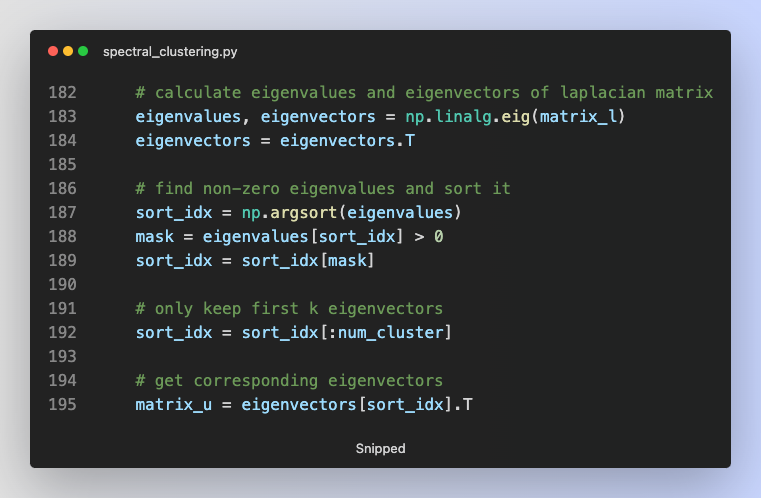 spectral_clustering.py
182 # calculate eigenvalues and eigenvectors of laplacian matrix
183 eigenvalues, eigenvectors = np.linalg.eig(matrix_l)
184 eigenvectors = eigenvectors.T
185
186 # find non-zero eigenvalues and sort it
187 sort_idx = np.argsort(eigenvalues)
188 mask = eigenvalues[sort_idx] > 0
189 sort_idx = sort_idx[mask]
190
191 # only keep first k eigenvectors
192 sort_idx = sort_idx[:num_cluster]
193
194 # get corresponding eigenvectors
195 matrix_u = eigenvectors[sort_idx].T
Snipped